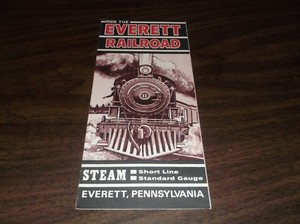 RIDE THE
EVERETT
RAILROAD
STEAM Short Line
Standard Gauge
EVERETT, PENNSYLVANIA